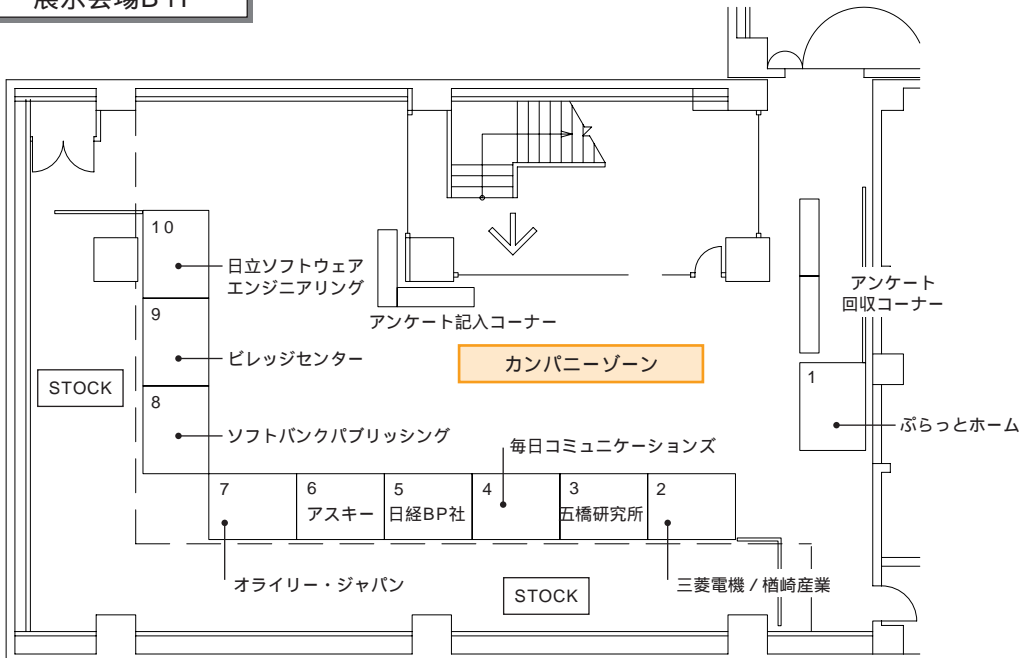 展示会場B1F
10
日立ソフトウェア
エンジニアリング
アンケート
回収コーナー
9
アンケート記入コーナー
ビレッジセンター
カンパニーゾーン
1
STOCK
8
ソフトバンクパブリッシング
毎日コミュニケーションズ
ぷらっとホーム
7
6
アスキー
5
日経BP社
4
3
五橋研究所
2
オライリー・ジャパン
STOCK
三菱電機 / 楢崎産業